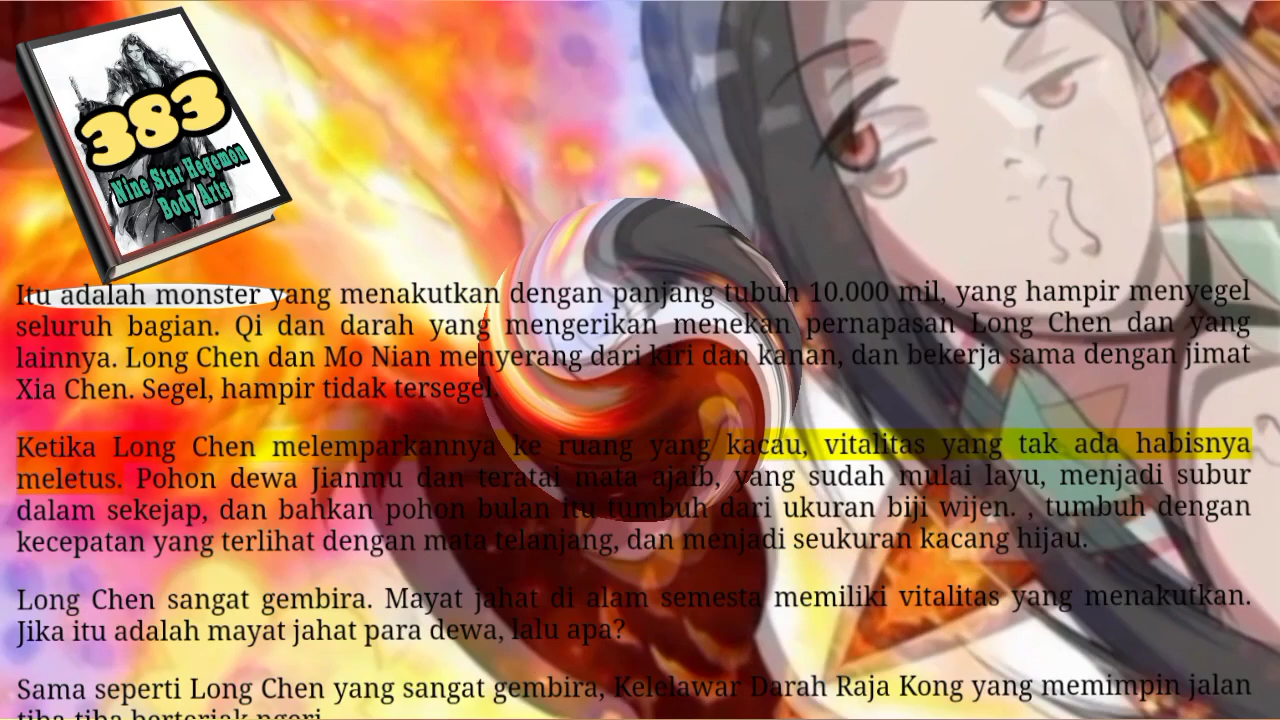 383
Nine Star Hegemon
Body Arts
Itu adalah monster yang menakutkan dengan panjang tubuh 10.000 mil, yang hampir menyegel
seluruh bagian. Qi dan darah yang mengerikan menekan pernapasan Long Chen dan yang
lainnya. Long Chen dan Mo Nian menyerang dari kiri dan kanan, dan bekerja sama dengan jimat
Xia Chen. Segel, hampir tidak tersegel.
Ketika Long Chen melemparkannya ke ruang yang kacau, vitalitas yang tak ada habisnya
meletus. Pohon dewa Jianmu dan teratai mata ajaib, yang sudah mulai layu, menjadi subur
dalam sekejap, dan bahkan pohon bulan itu tumbuh dari ukuran biji wijen. , tumbuh dengan
kecepatan yang terlihat dengan mata telanjang, dan menjadi seukuran kacang hijau.
Long Chen sangat gembira. Mayat jahat di alam semesta memiliki vitalitas yang menakutkan.
Jika itu adalah mayat jahat para dewa, lalu apa?
Sama seperti Long Chen yang sangat gembira, Kelelawar Darah Raja Kong yang memimpin jalan
tiba-tiba berteriak ngeri.